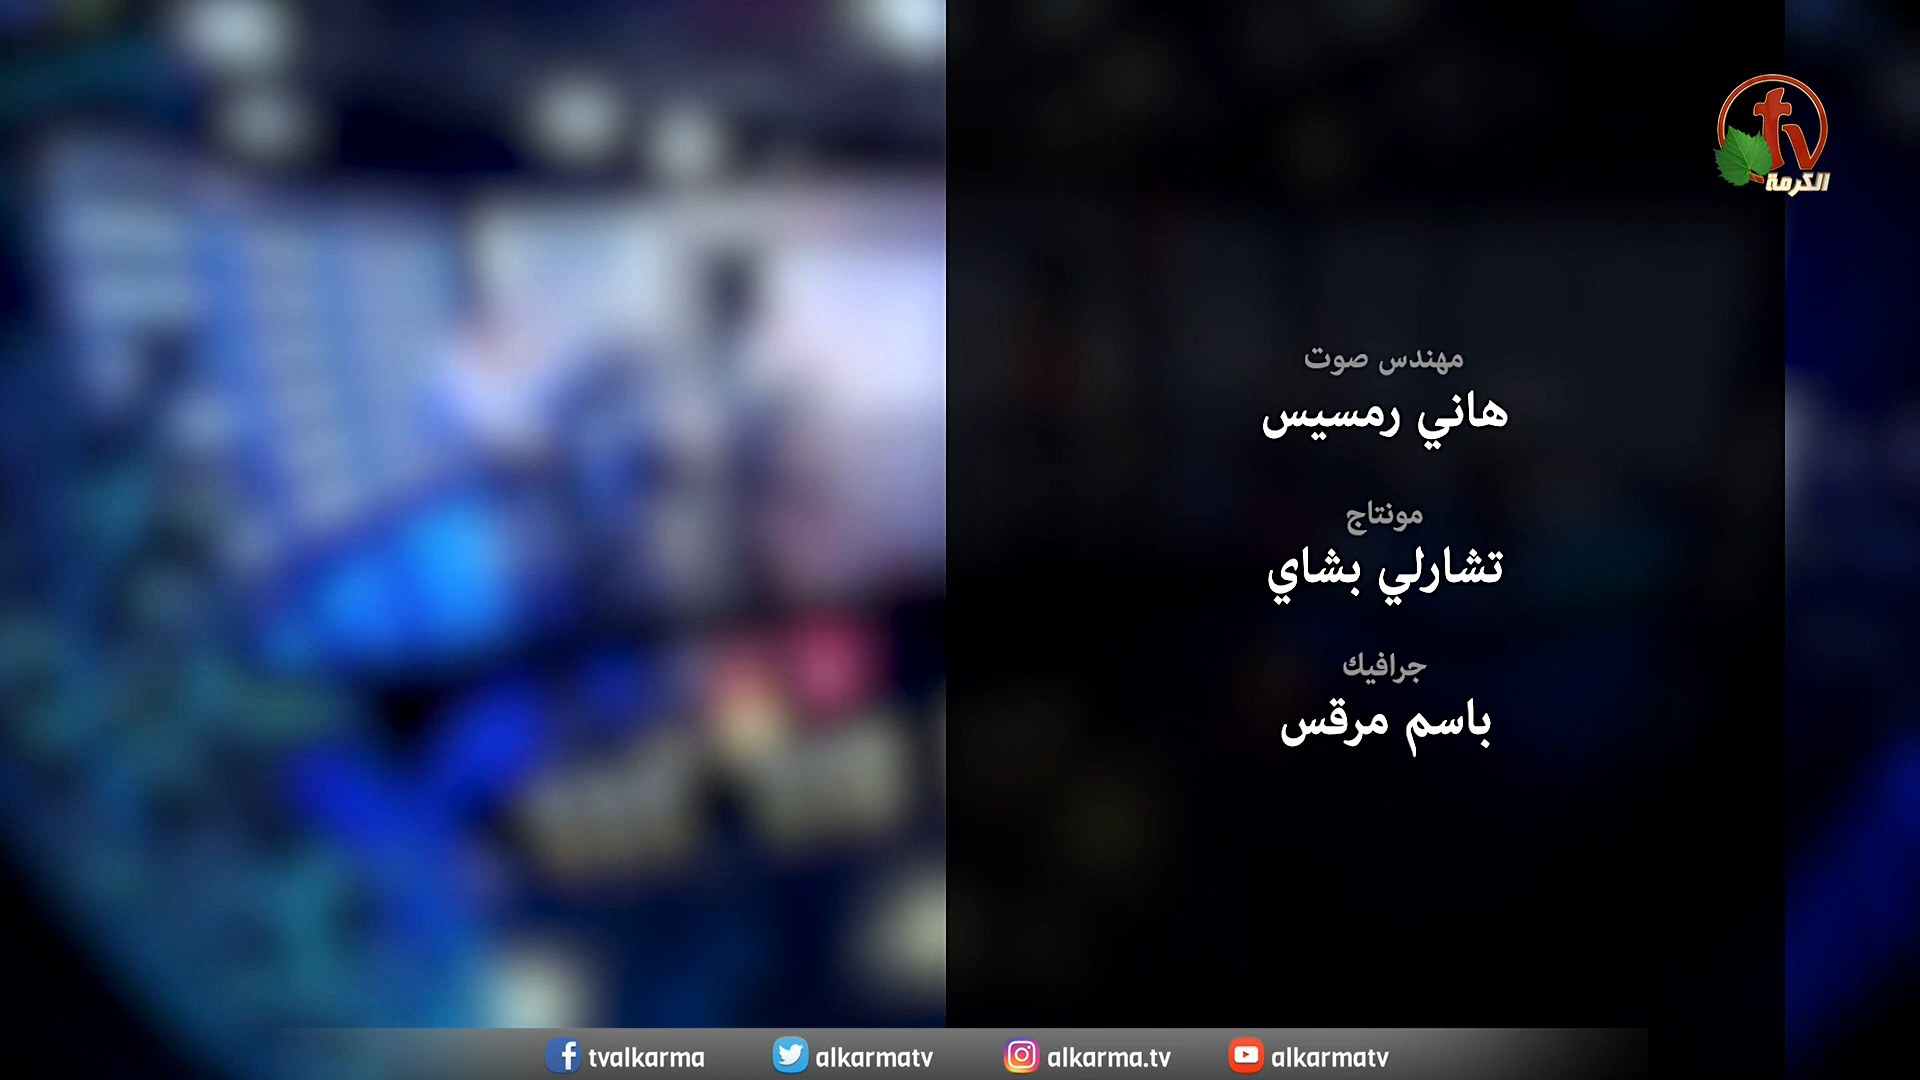 tv
الكرمة
مهندس صوت
هاني رمسيس
مونتاج
تشارلي بشاي
جرافيك
باسم مرقس
tvalkarma
alkarmatv
alkarma.tv
alkarmatv